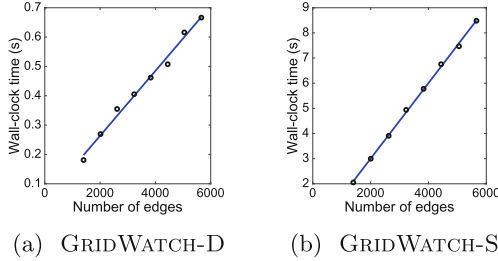 0.7
0.6
0.5
0.4
0.3
0.2
0.1
Wall-clock time (s)
0 2000 4000 6000
Number of edges
(a) GRIDWATCH-D
9
8
7
6
5
4
3
2
Wall-clock time (s)
0 2000 4000 6000
Number of edges
(b) GRIDWATCH-S